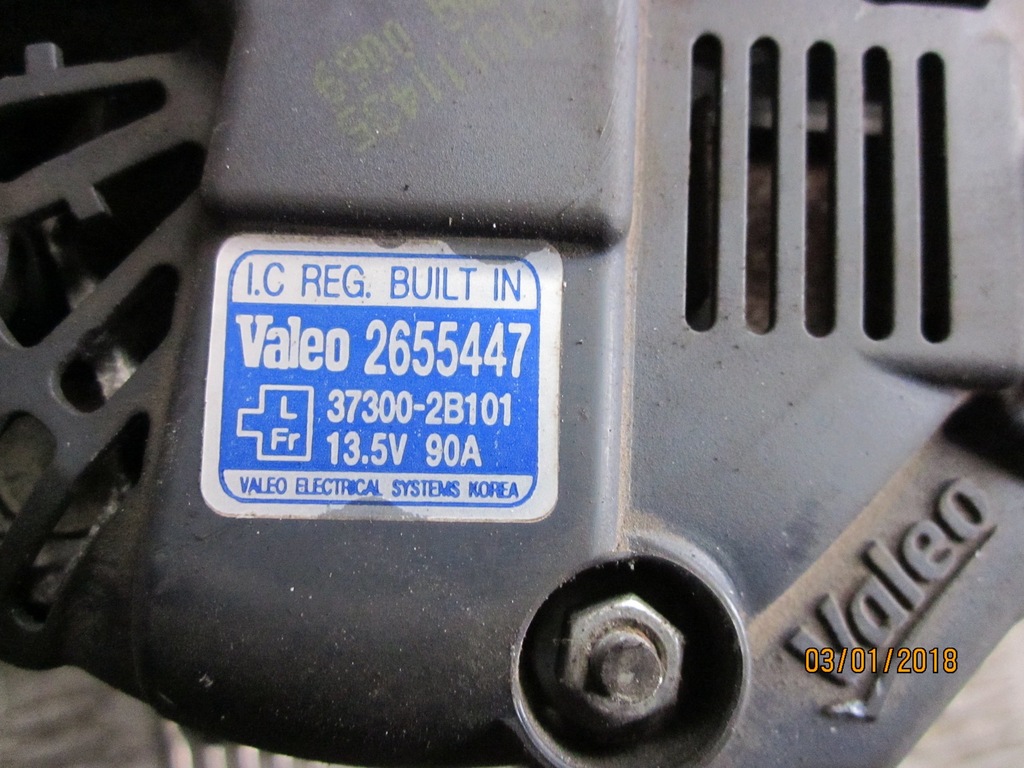 I.C REG. BUILT IN
Valeo 2655447
L
Fr
37300-2B101
13.5V 90A
VALEO ELECTRICAL SYSTEMS KOREA
Valeo
03/01/2018